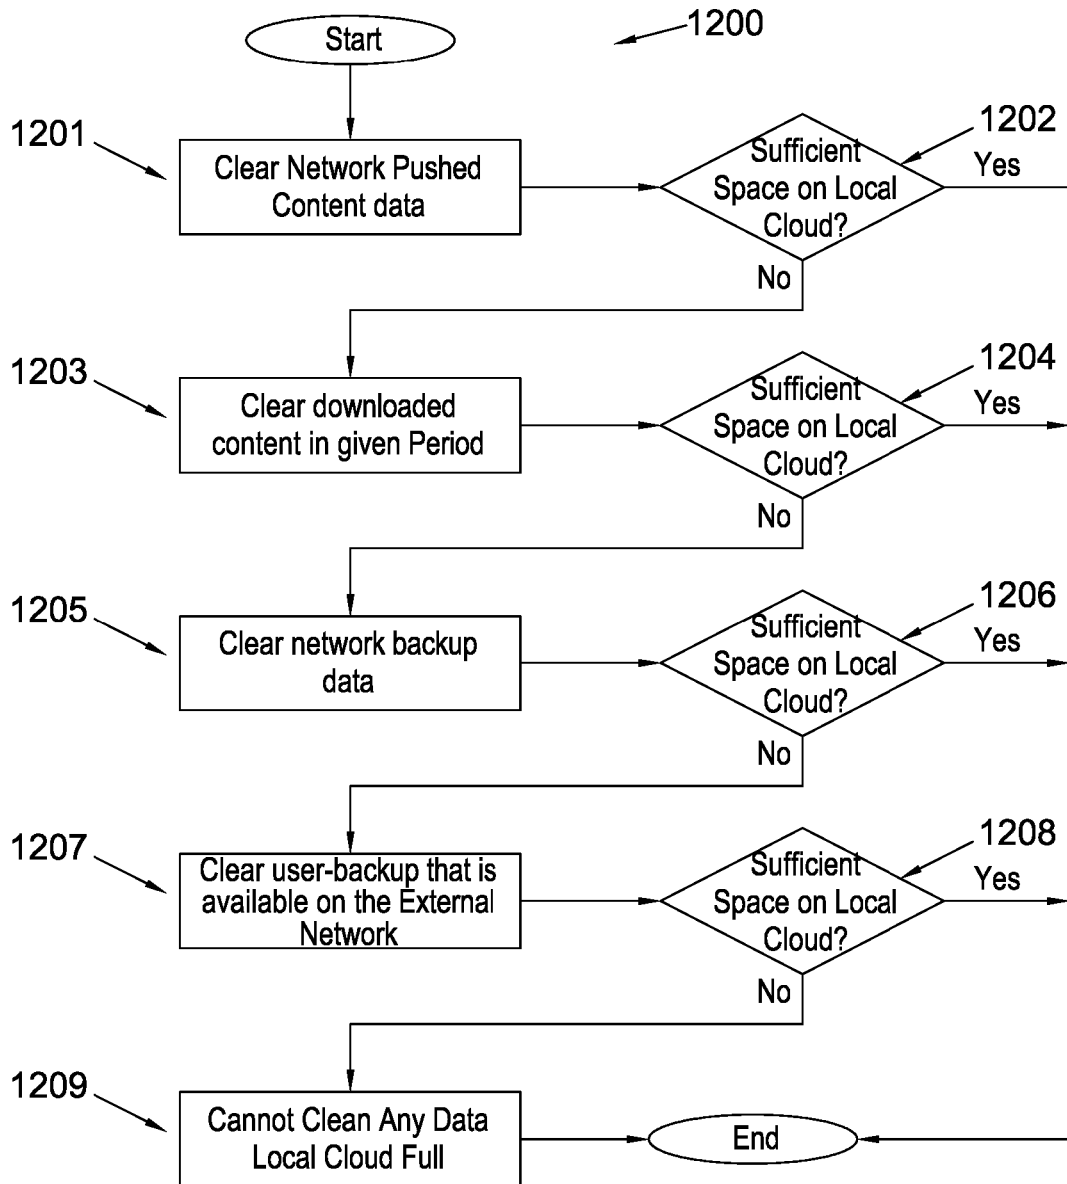 Start
1200
1201
Clear Network Pushed
Content data
1202
Sufficient
Space on Local
Cloud?
Yes
No
1203
Clear downloaded
content in given Period
1204
Sufficient
Space on Local
Cloud?
Yes
No
1205
Clear network backup
data
1206
Sufficient
Space on Local
Cloud?
Yes
No
1207
Clear user-backup that is
available on the External
Network
1208
Sufficient
Space on Local
Cloud?
Yes
No
1209
Cannot Clean Any Data
Local Cloud Full
End